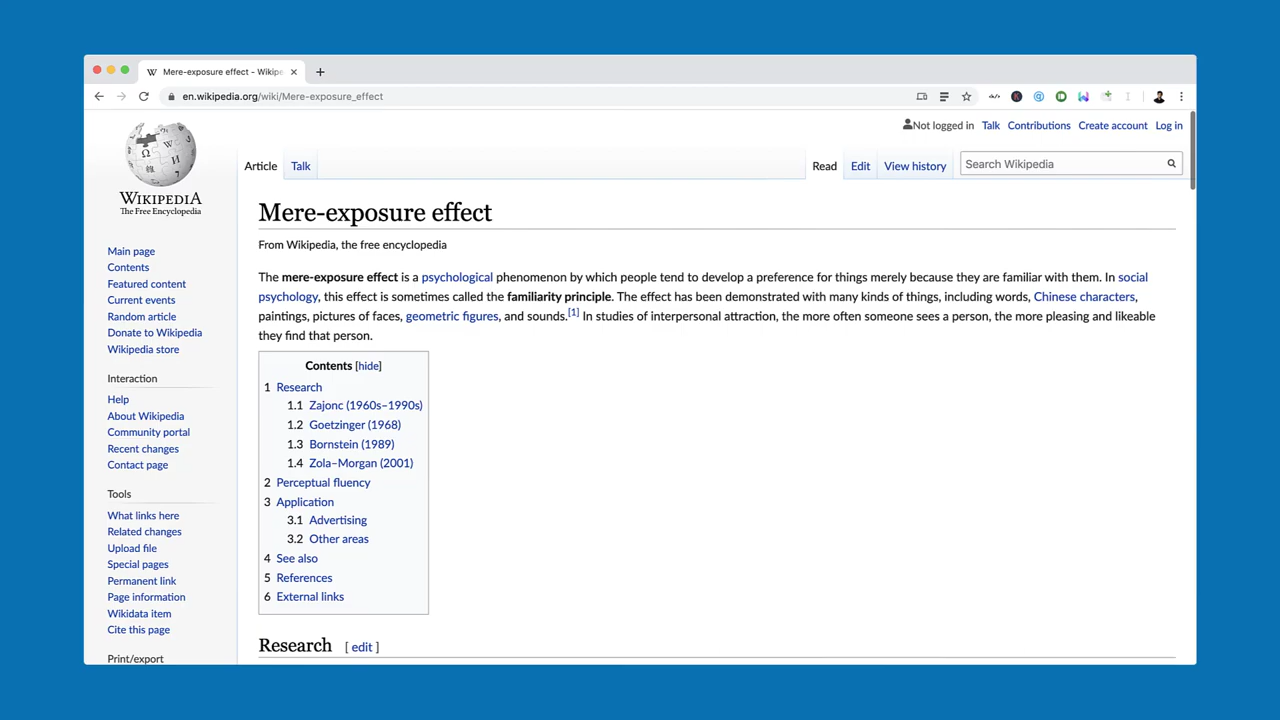 Mere-exposure effect - Wikipe
en.wikipedia.org/wiki/Mere-exposure_effect
Not logged in Talk Contributions Create account Log in
Article Talk Read Edit View history Search Wikipedia
WIKIPEDIA
The Free Encyclopedia
Mere-exposure effect
From Wikipedia, the free encyclopedia
The mere-exposure effect is a psychological phenomenon by which people tend to develop a preference for things merely because they are familiar with them. In social
psychology, this effect is sometimes called the familiarity principle. The effect has been demonstrated with many kinds of things, including words, Chinese characters,
paintings, pictures of faces, geometric figures, and sounds.[1] In studies of interpersonal attraction, the more often someone sees a person, the more pleasing and likeable
they find that person.
Main page
Contents
Featured content
Current events
Random article
Donate to Wikipedia
Wikipedia store
Interaction
Help
About Wikipedia
Community portal
Recent changes
Contact page
Tools
What links here
Related changes
Upload file
Special pages
Permanent link
Page information
Wikidata item
Cite this page
Print/export
Contents [hide]
1 Research
1.1 Zajonc (1960s–1990s)
1.2 Goetzinger (1968)
1.3 Bornstein (1989)
1.4 Zola–Morgan (2001)
2 Perceptual fluency
3 Application
3.1 Advertising
3.2 Other areas
4 See also
5 References
6 External links
Research [ edit ]